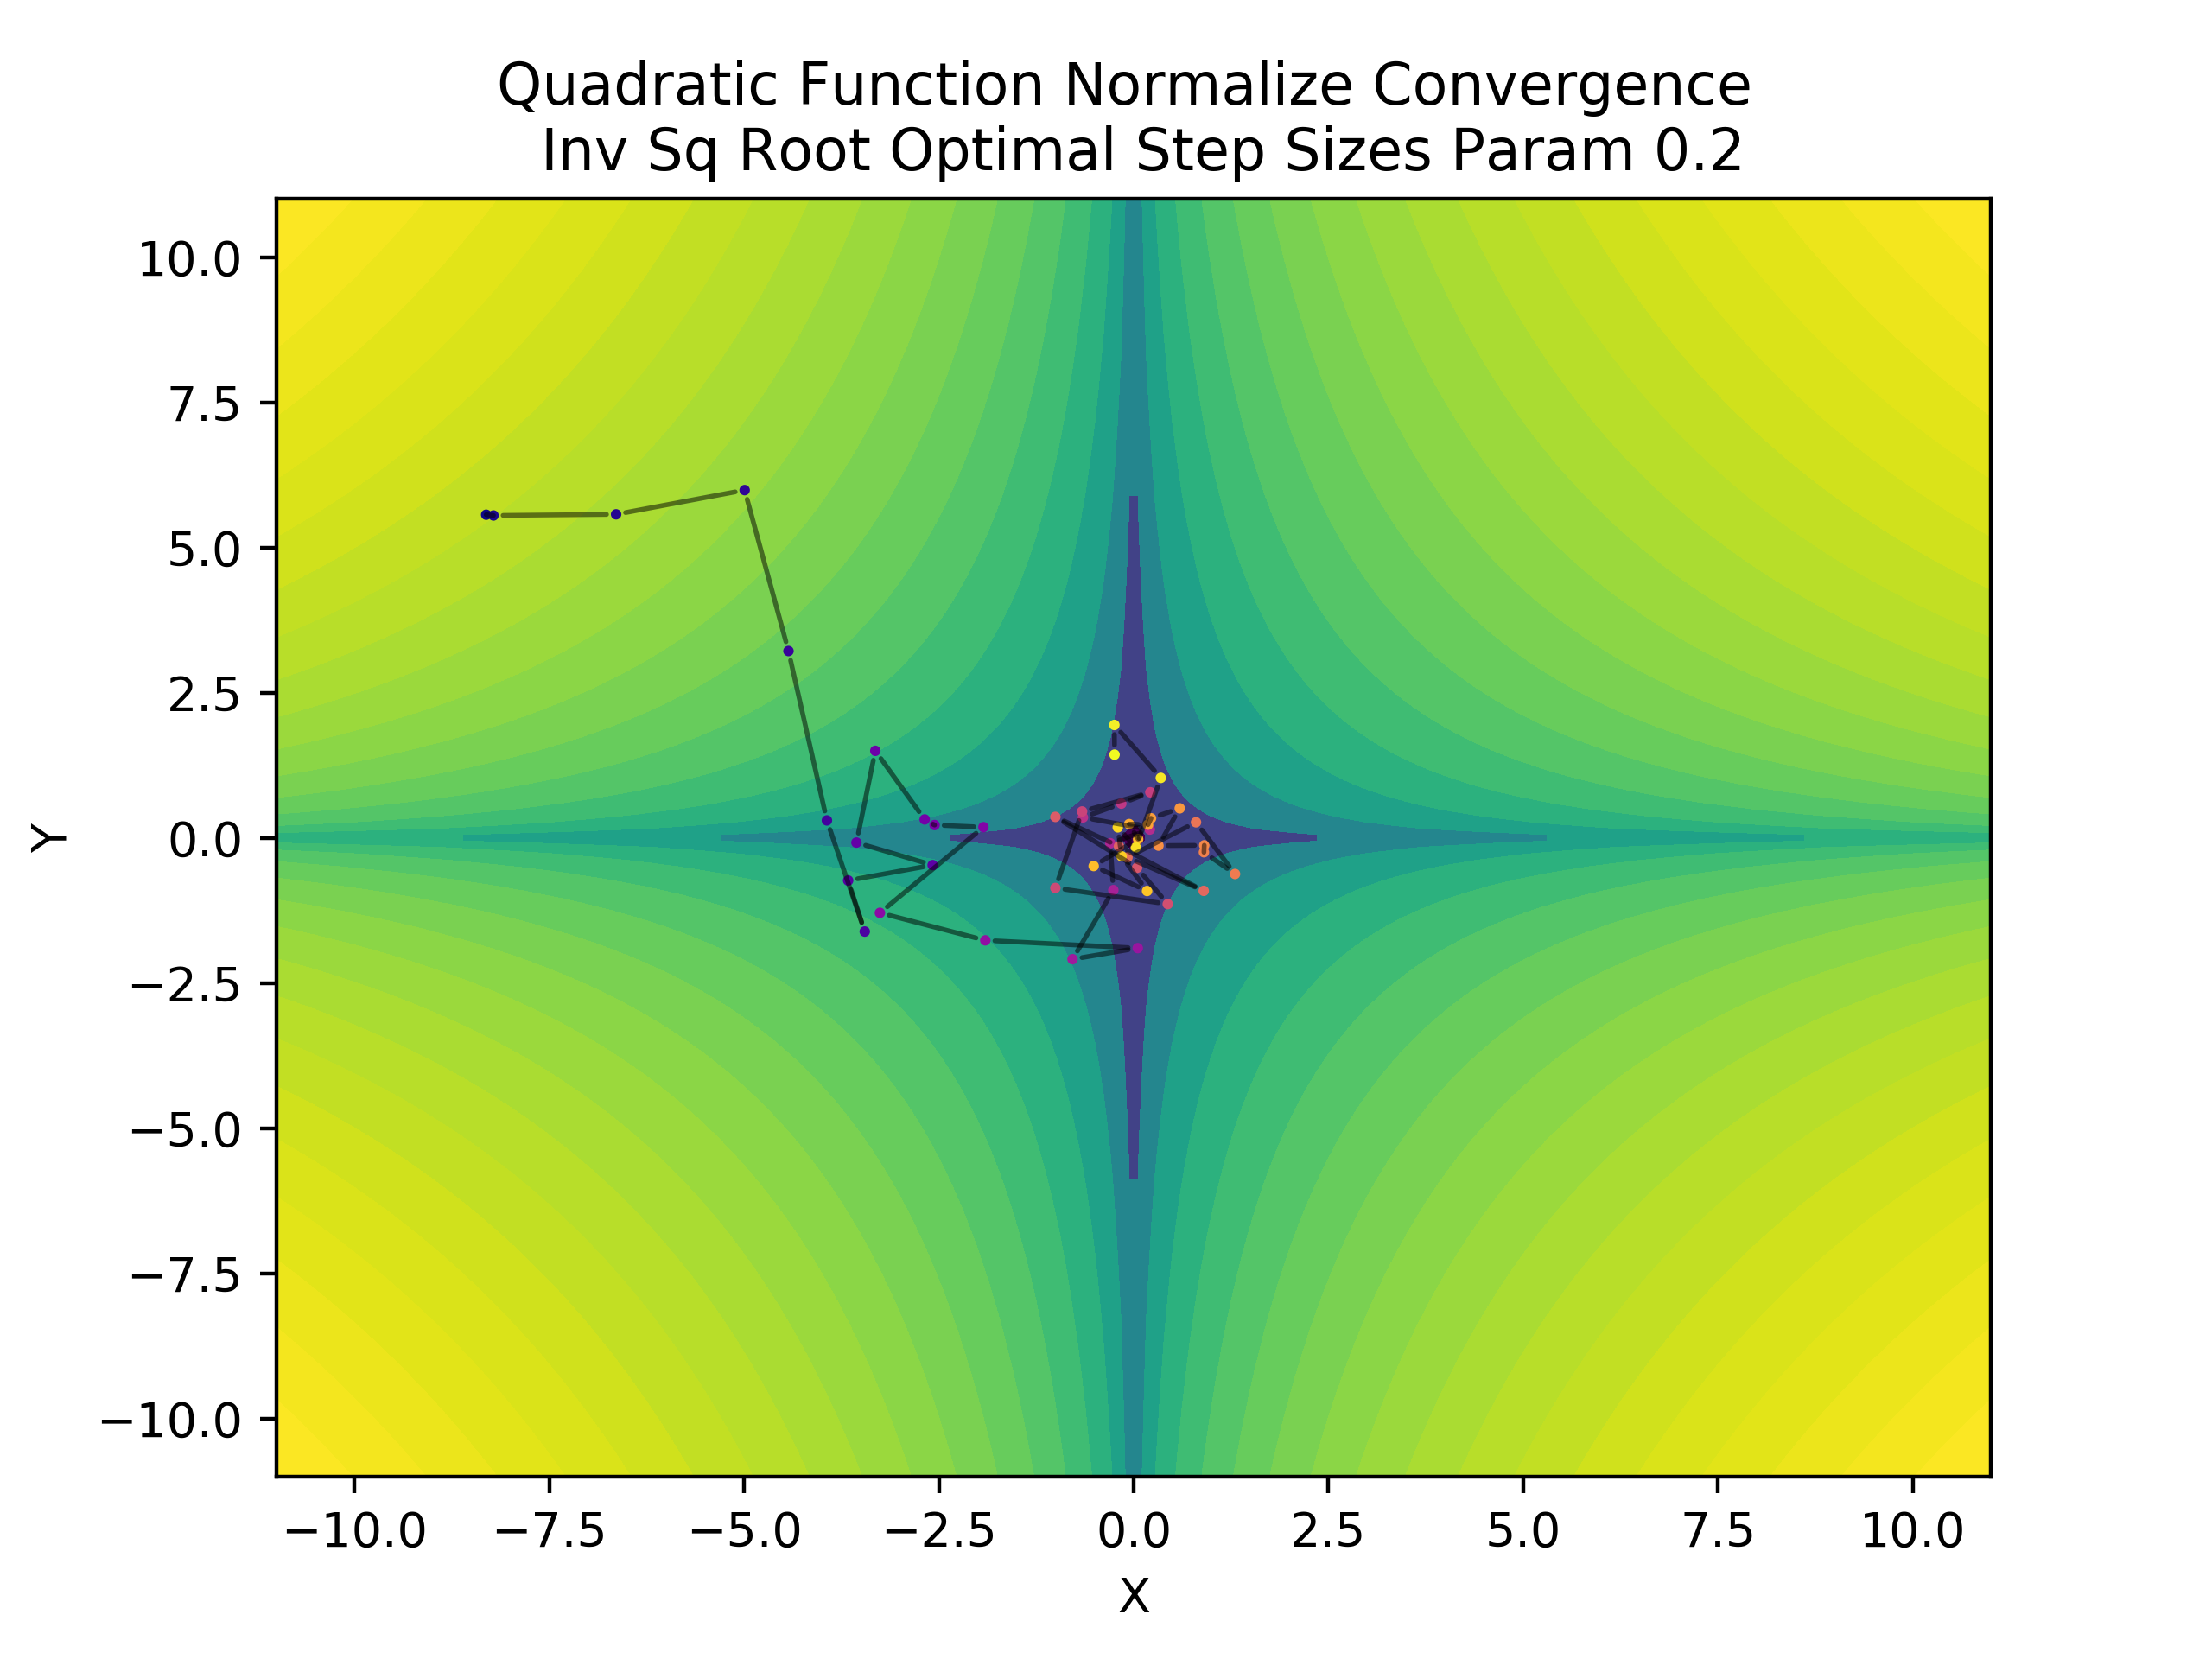 Quadratic Function Normalize Convergence
Inv Sq Root Optimal Step Sizes Param 0.2
10.0
7.5
5.0
2.5
0.0
−2.5
−5.0
−7.5
−10.0
Y
−10.0 −7.5 −5.0 −2.5 0.0 2.5 5.0 7.5 10.0
X